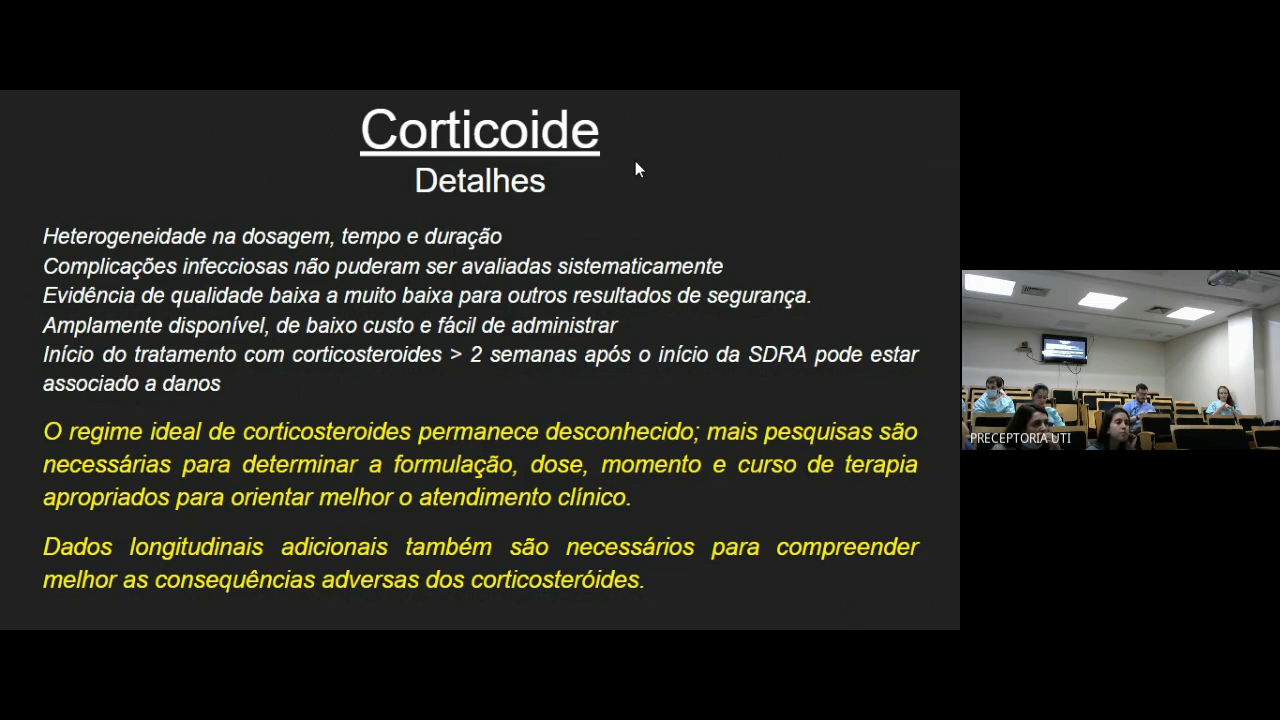 Corticoide
Detalhes
Heterogeneidade na dosagem, tempo e duração
Complicações infecciosas não puderam ser avaliadas sistematicamente
Evidência de qualidade baixa a muito baixa para outros resultados de segurança.
Amplamente disponível, de baixo custo e fácil de administrar
Início do tratamento com corticosteroides > 2 semanas após o início da SDRA pode estar
associado a danos
O regime ideal de corticosteroides permanece desconhecido; mais pesquisas são
necessárias para determinar a formulação, dose, momento e curso de terapia
apropriados para orientar melhor o atendimento clínico.
Dados longitudinais adicionais também são necessários para compreender
melhor as consequências adversas dos corticosteróides.
PRECEPTORIA UTI